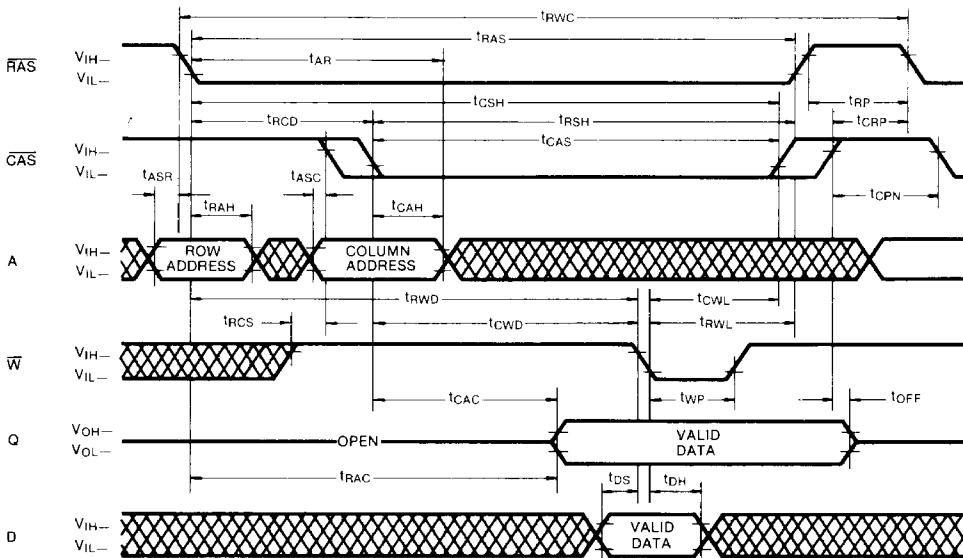 tRWC
tRAS
tAR
RAS
VIH
VIL
tCSH
tRP
tRCD
tRSH
tCRP
CAS
VIH
VIL
tCAS
tASR
tASC
tCPN
tRAH
tCAH
A
VIH
VIL
ROW ADDRESS
COLUMN ADDRESS
tRWD
tCWL
tRCS
tCWD
tRWL
W
VIH
VIL
tCAC
tWP
tOFF
Q
VOH
VOL
OPEN
VALID DATA
tRAC
tDS
tDH
D
VIH
VIL
VALID DATA